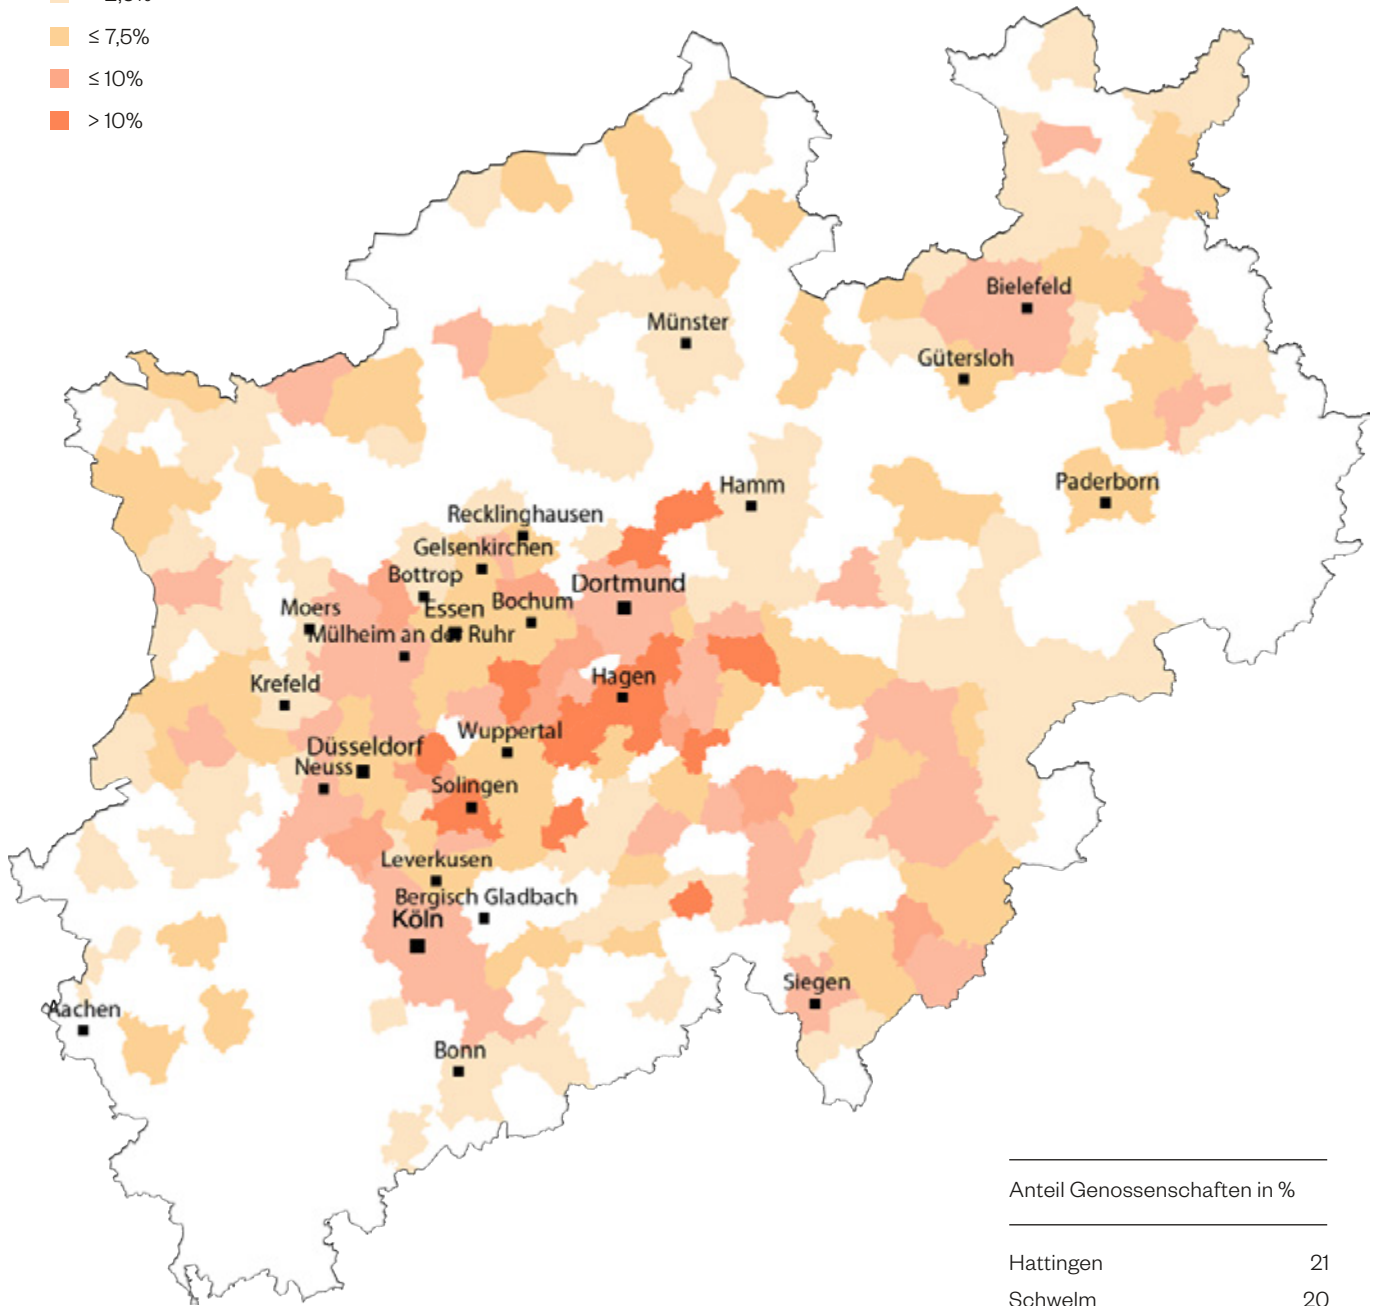 ≤ 7,5%
≤ 10%
> 10%
Bielefeld
Münster
Gütersloh
Hamm
Paderborn
Recklinghausen
Gelsenkirchen
Bottrop
Dortmund
Essen
Bochum
Moers
Mülheim an der Ruhr
Hagen
Krefeld
Wuppertal
Düsseldorf
Neuss
Solingen
Leverkusen
Bergisch Gladbach
Köln
Siegen
Aachen
Bonn
Anteil Genossenschaften in %
Hattingen 21
Schwelm 20